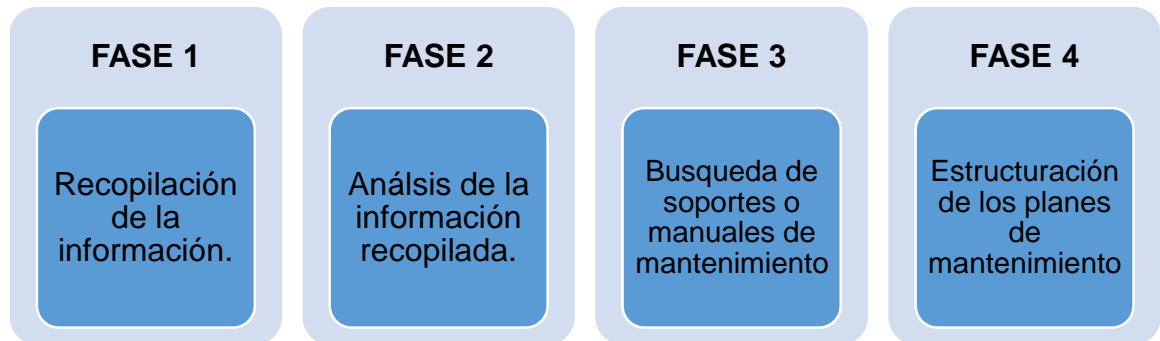 FASE 1
Recopilación
de la
información.
FASE 2
Análsis de la
información
recopilada.
FASE 3
Busqueda de
soportes o
manuales de
mantenimiento
FASE 4
Estructuración
de los planes
de
mantenimiento